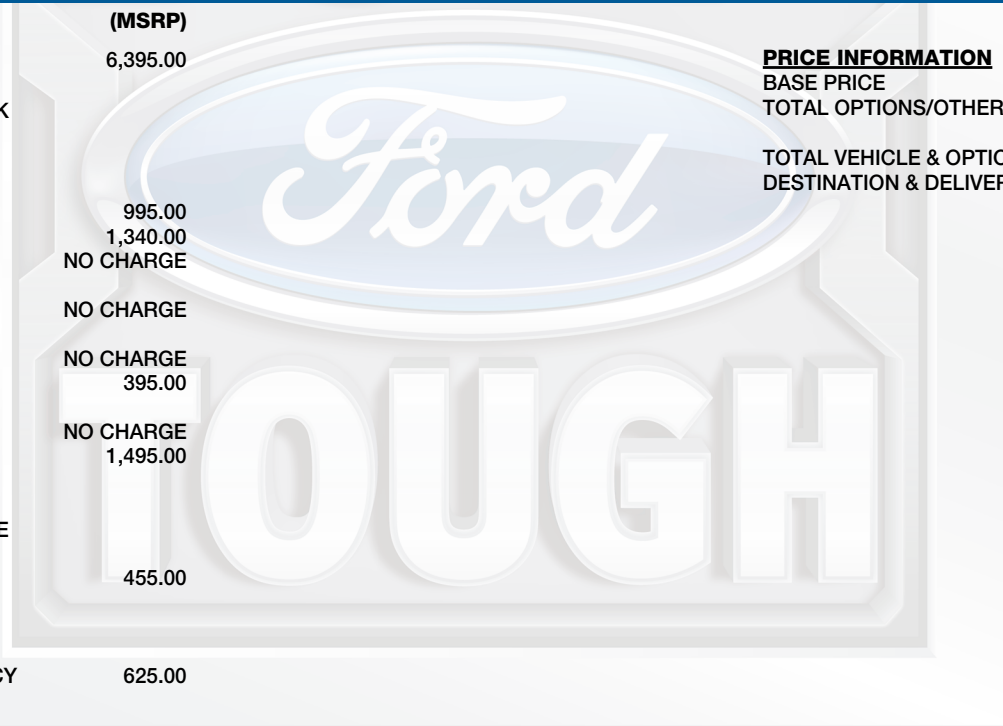 (MSRP)
6,395.00
K
995.00
1,340.00
NO CHARGE
NO CHARGE
NO CHARGE
395.00
NO CHARGE
1,495.00
E
455.00
CY 625.00
PRICE INFORMATION
BASE PRICE
TOTAL OPTIONS/OTHER
TOTAL VEHICLE & OPTIO
DESTINATION & DELIVER
Ford
TOUGH